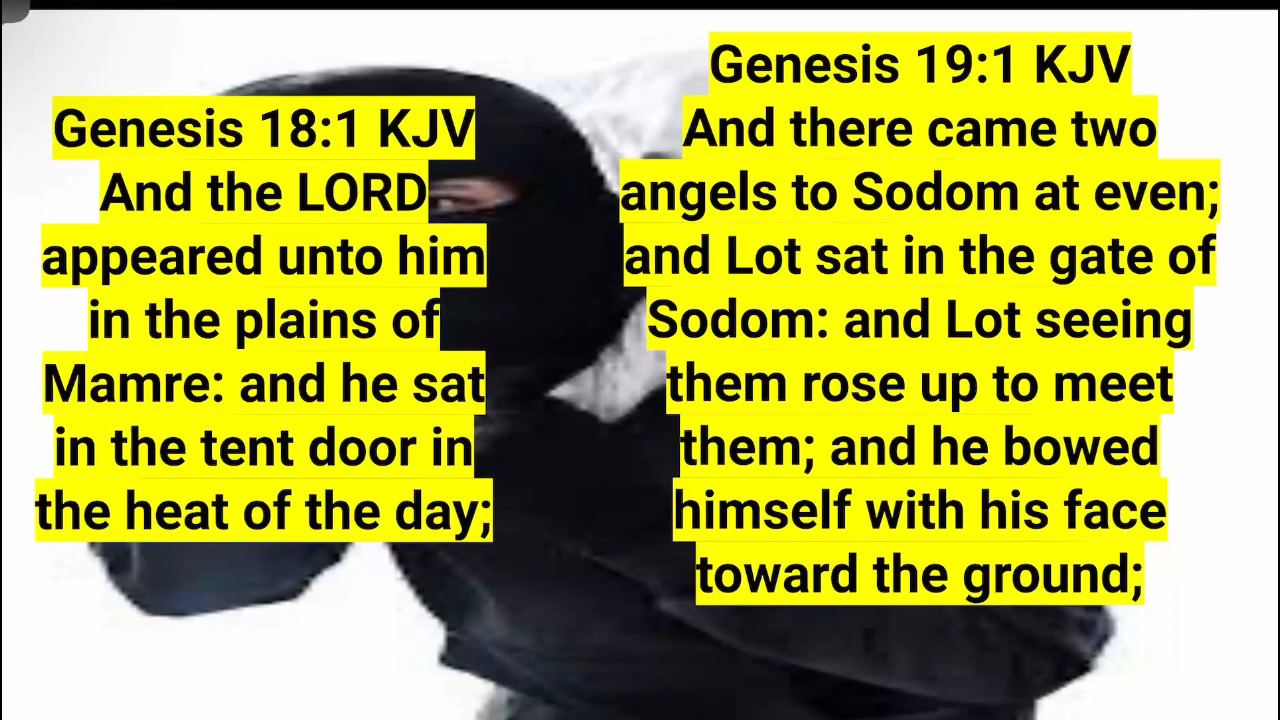 Genesis 18:1 KJV
And the LORD
appeared unto him
in the plains of
Mamre: and he sat
in the tent door in
the heat of the day;
Genesis 19:1 KJV
And there came two
angels to Sodom at even;
and Lot sat in the gate of
Sodom: and Lot seeing
them rose up to meet
them; and he bowed
himself with his face
toward the ground;